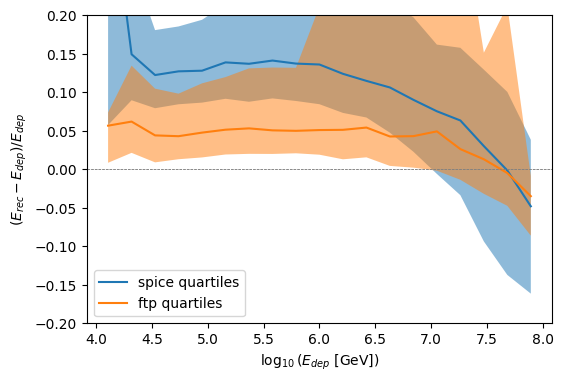 0.20
0.15
0.10
0.05
0.00
−0.05
−0.10
−0.15
−0.20
(E_rec − E_dep)/E_dep
spice quartiles
ftp quartiles
4.0 4.5 5.0 5.5 6.0 6.5 7.0 7.5 8.0
log10 (E_dep [GeV])